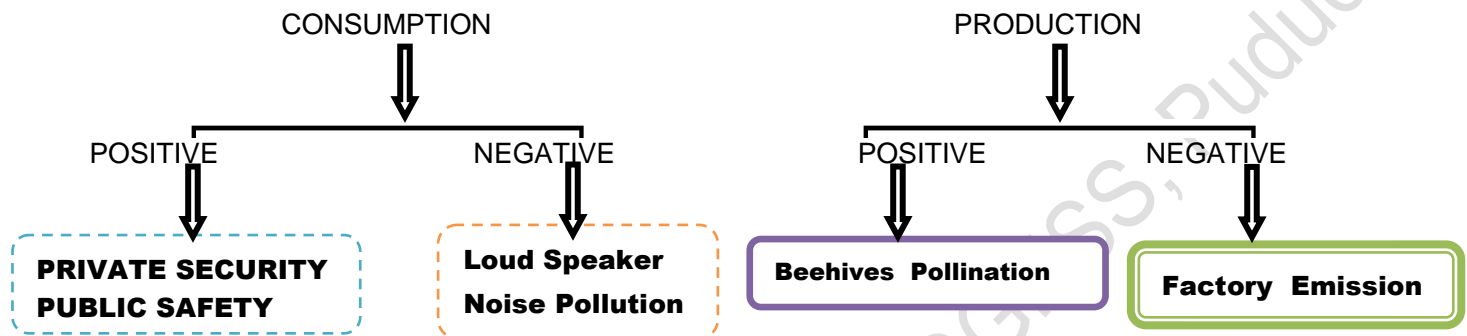 CONSUMPTION
PRODUCTION
POSITIVE
NEGATIVE
POSITIVE
NEGATIVE
PRIVATE SECURITY
PUBLIC SAFETY
Loud Speaker
Noise Pollution
Beehives Pollination
Factory Emission